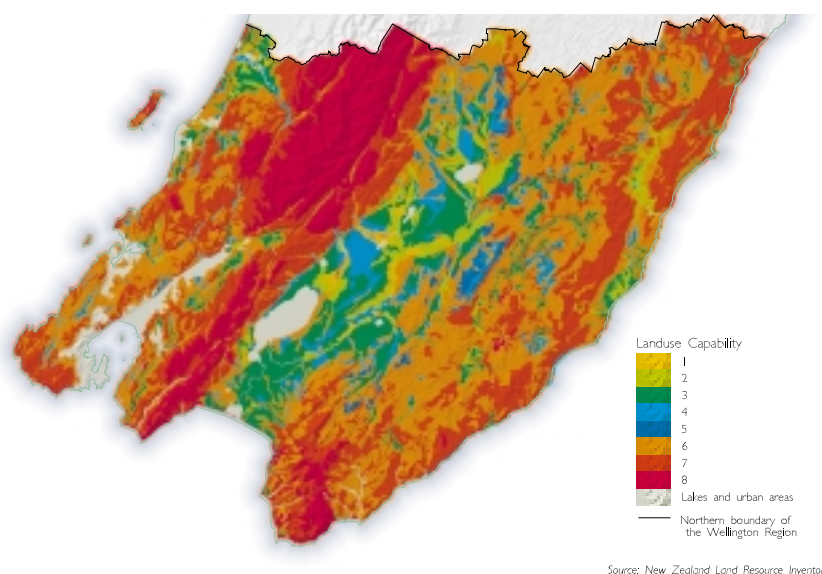 Landuse Capability
1
2
3
4
5
6
7
8
Lakes and urban areas
Northern boundary of
the Wellington Region
Source: New Zealand Land Resource